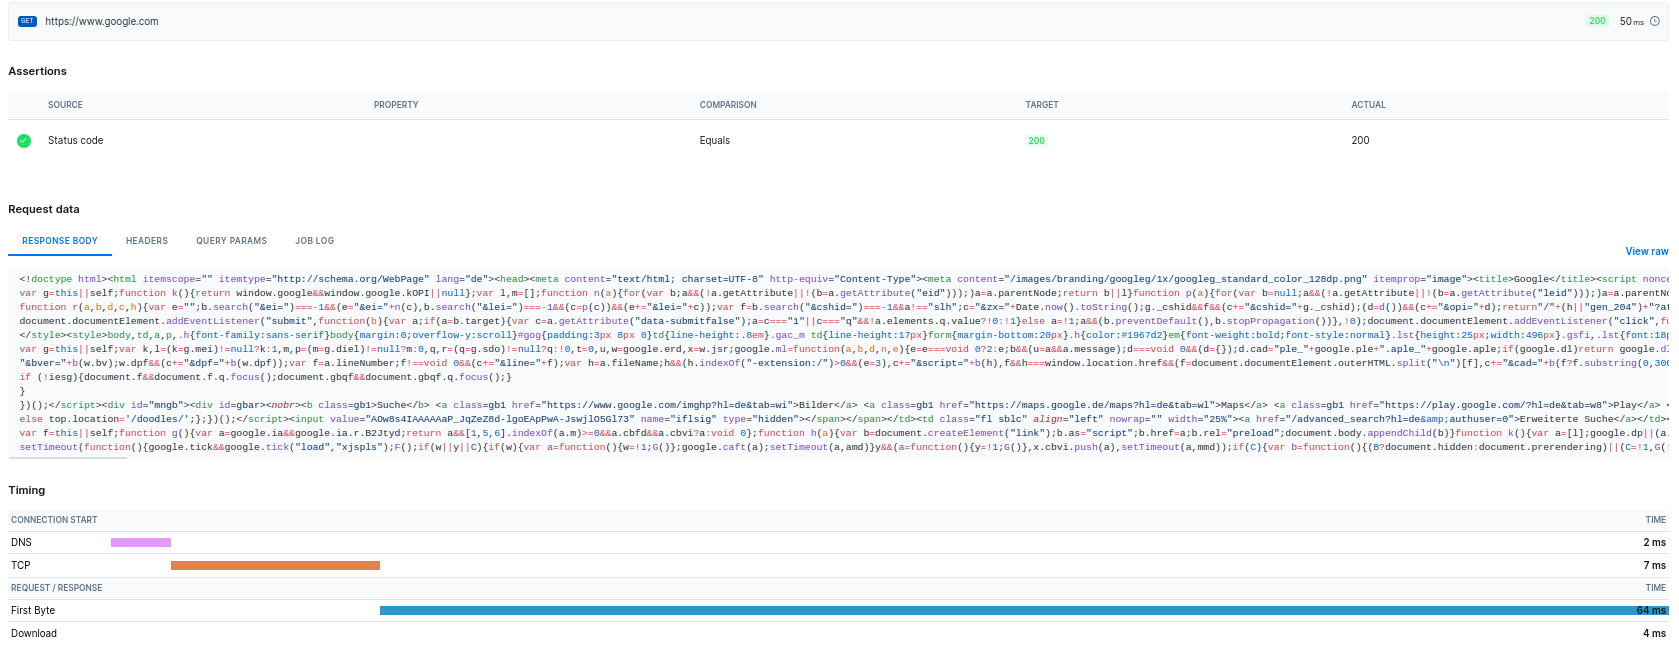 GET https://www.google.com 200 50 ms
Assertions
SOURCE PROPERTY COMPARISON TARGET ACTUAL
Status code Equals 200 200
Request data
RESPONSE BODY HEADERS QUERY PARAMS JOB LOG
View raw
<!doctype html><html itemscope="" itemtype="http://schema.org/WebPage" lang="de"><head><meta content="text/html; charset=UTF-8" http-equiv="Content-Type"><meta content="/images/branding/googleg/1x/googleg_standard_color_128dp.png" itemprop="image"><title>Google</title><script nonce
var g=this||self;function k(){return window.google&&window.google.kOPI||null};var l,m=[];function n(a){for(var b;a&&(!a.getAttribute||!(b=a.getAttribute("eid")));)a=a.parentNode;return b||l}function p(a){for(var b=null;a&&(!a.getAttribute||!(b=a.getAttribute("leid")));)a=a.parentNo
function r(a,b,d,c,h){var e="";b.search("&ei=")===-1&&(e="&ei="+n(c),b.search("&lei=")===-1&&(c=p(c))&&(e+="&lei="+c));var f=b.search("&cshid=")===-1&&a!=="slh";c="&zx="+Date.now().toString();g._cshid&&f&&(c+="&cshid="+g._cshid);(d=d())&&(c+="&opi="+d);return"/"+(h||"gen_204")+"?at
document.documentElement.addEventListener("submit",function(b){var a;if(a=b.target){var c=a.getAttribute("data-submitfalse");a=c==="1"||c==="q"&&!a.elements.q.value?!0:!1}else a=!1;a&&(b.preventDefault(),b.stopPropagation())},!0);document.documentElement.addEventListener("click",fu
</style><style>body,td,a,p,.h{font-family:sans-serif}body{margin:0;overflow-y:scroll}#gog{padding:3px 8px 0}td{line-height:.8em}.gac_m td{line-height:17px}form{margin-bottom:20px}.h{color:#1967d2}em{font-weight:bold;font-style:normal}.lst{height:25px;width:496px}.gsfi,.lst{font:18p
var g=this||self;var k,l=(k=g.mei)!=null?k:1,m,p=(m=g.diel)!=null?m:0,q,r=(q=g.sdo)!=null?q:!0,t=0,u,w=google.erd,x=w.jsr;google.ml=function(a,b,d,n,e){e=e===void 0?2:e;b&&(u=a&&a.message);d===void 0&&(d={});d.cad="ple_"+google.ple+".aple_"+google.aple;if(google.dl)return google.dl
"&bver="+b(w.bv);w.dpf&&(c+="&dpf="+b(w.dpf));var f=a.lineNumber;f!==void 0&&(c+="&line="+f);var h=a.fileName;h&&(h.indexOf("-extension:/")>0&&(e=3),c+="&script="+b(h),f&&h===window.location.href&&(f=document.documentElement.outerHTML.split("\n")[f],c+="&cad="+b(f?f.substring(0,300
if (!iesg){document.f&&document.f.q.focus();document.gbqf&&document.gbqf.q.focus();}
}
})();</script><div id="mngb"><div id=gbar><nobr><b class=gb1>Suche</b> <a class=gb1 href="https://www.google.com/imghp?hl=de&tab=wi">Bilder</a> <a class=gb1 href="https://maps.google.de/maps?hl=de&tab=wl">Maps</a> <a class=gb1 href="https://play.google.com/?hl=de&tab=w8">Play</a> <
else top.location='/doodles/';};})();</script><input value="AOw8s4IAAAAAaP_JqZeZ8d-lgoEApPwA-JswjlO5Gl73" name="iflsig" type="hidden"></span></span></td><td class="fl sblc" align="left" nowrap="" width="25%"><a href="/advanced_search?hl=de&amp;authuser=0">Erweiterte Suche</a></td><
var f=this||self;function g(){var a=google.ia&&google.ia.r.B2Jtyd;return a&&[1,5,6].indexOf(a.m)>=0&&a.cbfd&&a.cbvi?a:void 0};function h(a){var b=document.createElement("link");b.as="script";b.href=a;b.rel="preload";document.body.appendChild(b)}function k(){var a=[l];google.dp||(a.
setTimeout(function(){google.tick&&google.tick("load","xjspls");F();if(w||y||C){if(w){var a=function(){w=!1;G()};google.caft(a);setTimeout(a,amd)}y&&(a=function(){y=!1;G()},x.cbvi.push(a),setTimeout(a,mmd));if(C){var b=function(){(B?document.hidden:document.prerendering)||(C=!1,G(
Timing
CONNECTION START TIME
DNS 2 ms
TCP 7 ms
REQUEST / RESPONSE TIME
First Byte 64 ms
Download 4 ms